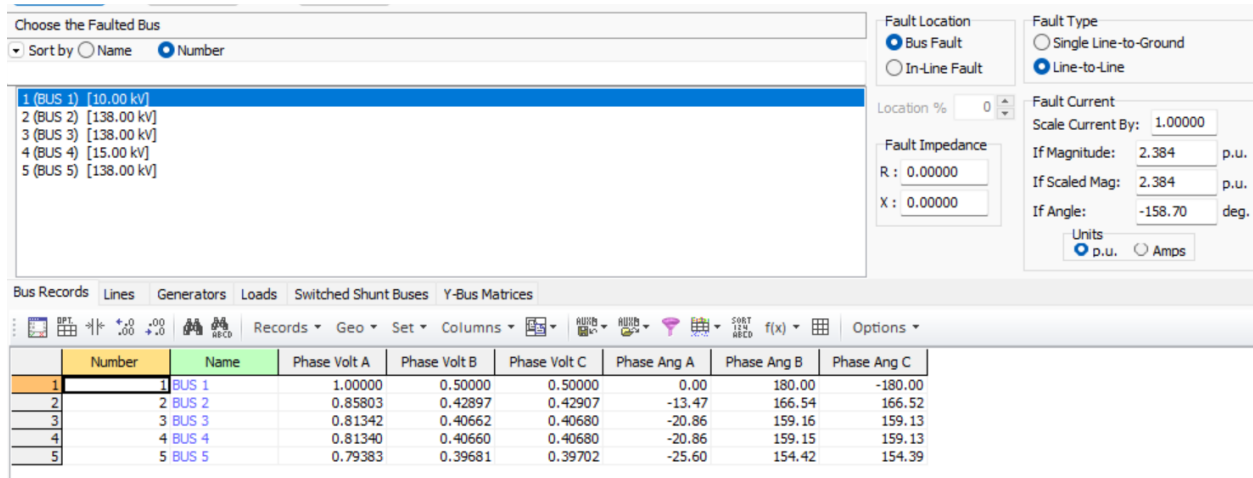 Choose the Faulted Bus
Sort by Name Number
1 (BUS 1) [10.00 kV]
2 (BUS 2) [138.00 kV]
3 (BUS 3) [138.00 kV]
4 (BUS 4) [15.00 kV]
5 (BUS 5) [138.00 kV]
Fault Location
Bus Fault
In-Line Fault
Location % 0
Fault Impedance
R : 0.00000
X : 0.00000
Fault Type
Single Line-to-Ground
Line-to-Line
Fault Current
Scale Current By: 1.00000
If Magnitude: 2.384 p.u.
If Scaled Mag: 2.384 p.u.
If Angle: -158.70 deg.
Units
p.u. Amps
Bus Records Lines Generators Loads Switched Shunt Buses Y-Bus Matrices
Records Geo Set Columns f(x) Options
Number Name Phase Volt A Phase Volt B Phase Volt C Phase Ang A Phase Ang B Phase Ang C
1 1 BUS 1 1.00000 0.50000 0.50000 0.00 180.00 -180.00
2 2 BUS 2 0.85803 0.42897 0.42907 -13.47 166.54 166.52
3 3 BUS 3 0.81342 0.40662 0.40680 -20.86 159.16 159.13
4 4 BUS 4 0.81340 0.40660 0.40680 -20.86 159.15 159.13
5 5 BUS 5 0.79383 0.39681 0.39702 -25.60 154.42 154.39